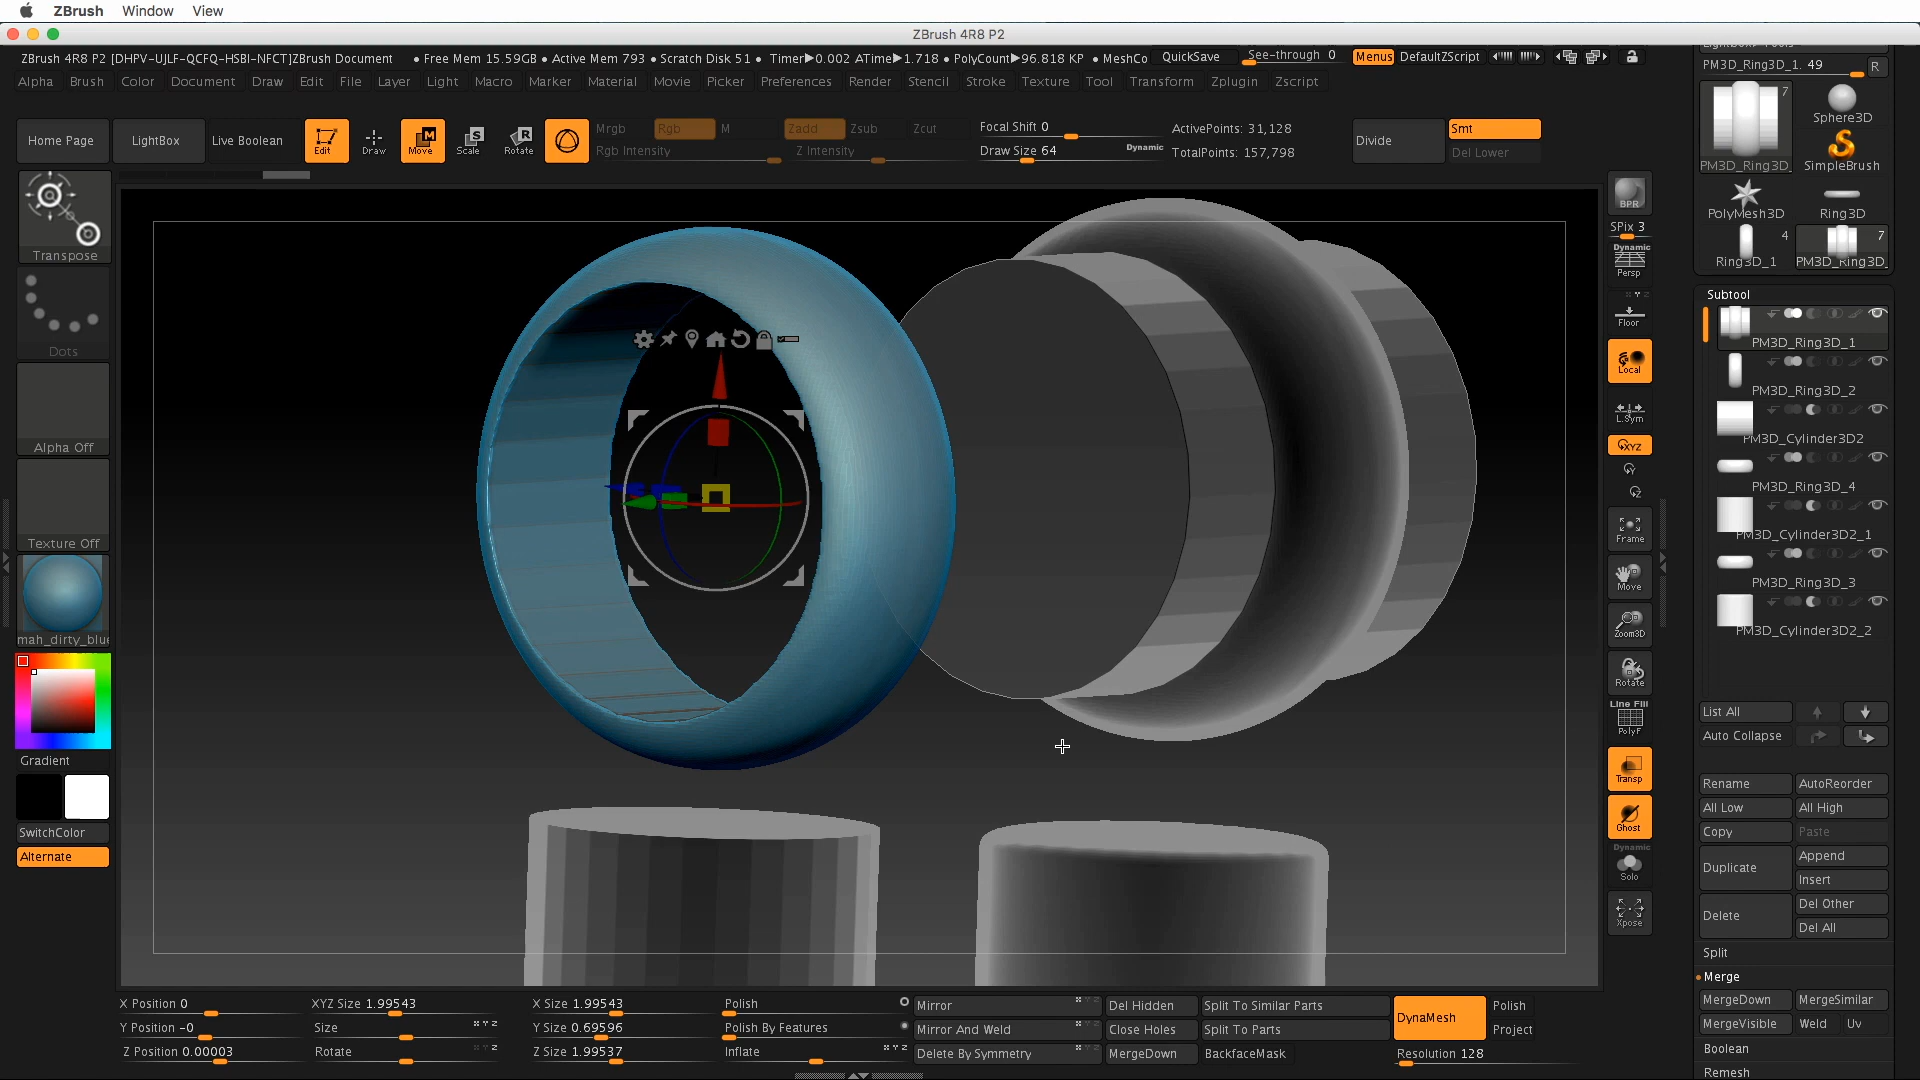 ZBrush Window View
ZBrush 4R8 P2
ZBrush 4R8 P2 [DHPV-UJLF-QCFQ-HSBI-NFCT]ZBrush Document • Free Mem 15.59GB • Active Mem 793 • Scratch Disk 51 • Timer▶0.002 ATime▶1.718 • PolyCount▶96.818 KP • MeshCo QuickSave See-through 0 Menus DefaultZScript
Alpha Brush Color Document Draw Edit File Layer Light Macro Marker Material Movie Picker Preferences Render Stencil Stroke Texture Tool Transform Zplugin Zscript
Home Page LightBox Live Boolean Edit Draw Move Scale Rotate
Mrgb Rgb M Zadd Zsub Zcut
Rgb Intensity Z Intensity
Focal Shift 0
Draw Size 64 Dynamic
ActivePoints: 31,128
TotalPoints: 157,798
Divide Smt
Del Lower
Transpose
Dots
Alpha Off
Texture Off
mah_dirty_blue
Gradient
SwitchColor
Alternate
BPR
SPix 3
Dynamic
Persp
Floor
Local
L.Sym
XYZ
Y
Z
Frame
Move
Zoom3D
Rotate
Line Fill
PolyF
Transp
Ghost
Dynamic
Solo
Xpose
PM3D_Ring3D_1. 49 R
7
PM3D_Ring3D_
Sphere3D
SimpleBrush
PolyMesh3D Ring3D
4 7
Ring3D_1 PM3D_Ring3D_
Subtool
PM3D_Ring3D_1
PM3D_Ring3D_2
PM3D_Cylinder3D2
PM3D_Ring3D_4
PM3D_Cylinder3D2_1
PM3D_Ring3D_3
PM3D_Cylinder3D2_2
List All
Auto Collapse
Rename AutoReorder
All Low All High
Copy Paste
Duplicate Append
Insert
Delete Del Other
Del All
Split
Merge
MergeDown MergeSimilar
MergeVisible Weld Uv
Boolean
Remesh
X Position 0 XYZ Size 1.99543 X Size 1.99543 Polish Mirror Del Hidden Split To Similar Parts DynaMesh Polish
Y Position -0 Size Y Size 0.69596 Polish By Features Mirror And Weld Close Holes Split To Parts Project
Z Position 0.00003 Rotate Z Size 1.99537 Inflate Delete By Symmetry MergeDown BackfaceMask Resolution 128